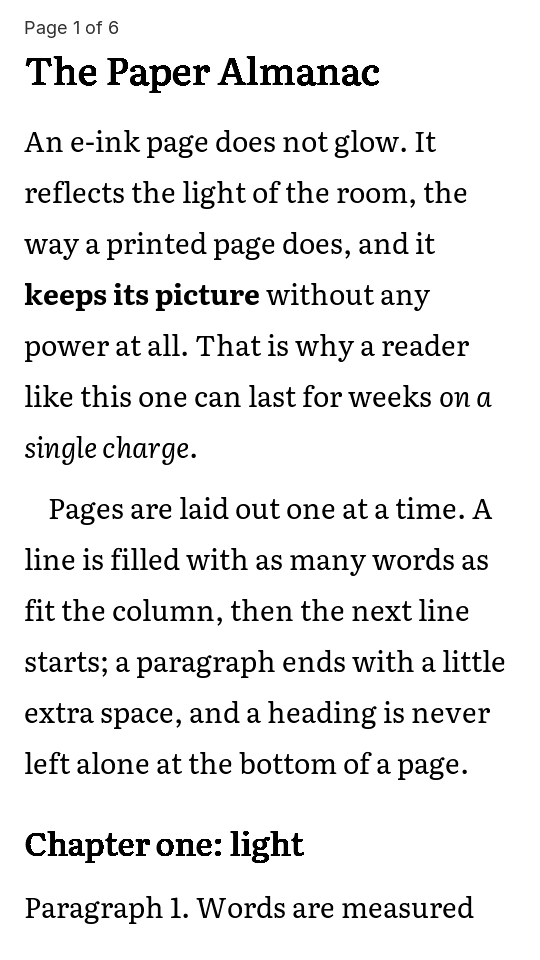 Page 1 of 6
The Paper Almanac
An e-ink page does not glow. It
reflects the light of the room, the
way a printed page does, and it
keeps its picture without any
power at all. That is why a reader
like this one can last for weeks on a
single charge.
Pages are laid out one at a time. A
line is filled with as many words as
fit the column, then the next line
starts; a paragraph ends with a little
extra space, and a heading is never
left alone at the bottom of a page.
Chapter one: light
Paragraph 1. Words are measured